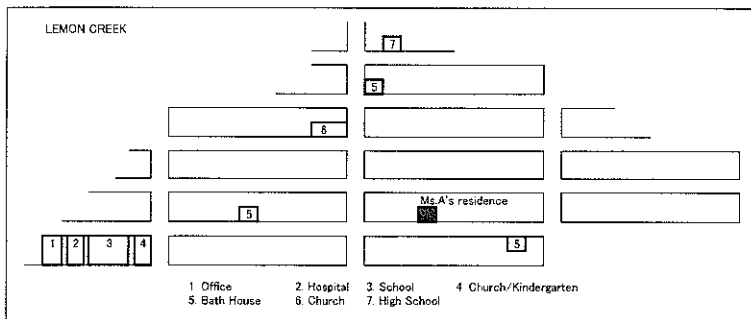 LEMON CREEK
7
5
6
Ms.A's residence
5
1 2 3 4
5
1 Office 2. Hospital 3. School 4 Church/Kindergarten
5. Bath House 6. Church 7. High School